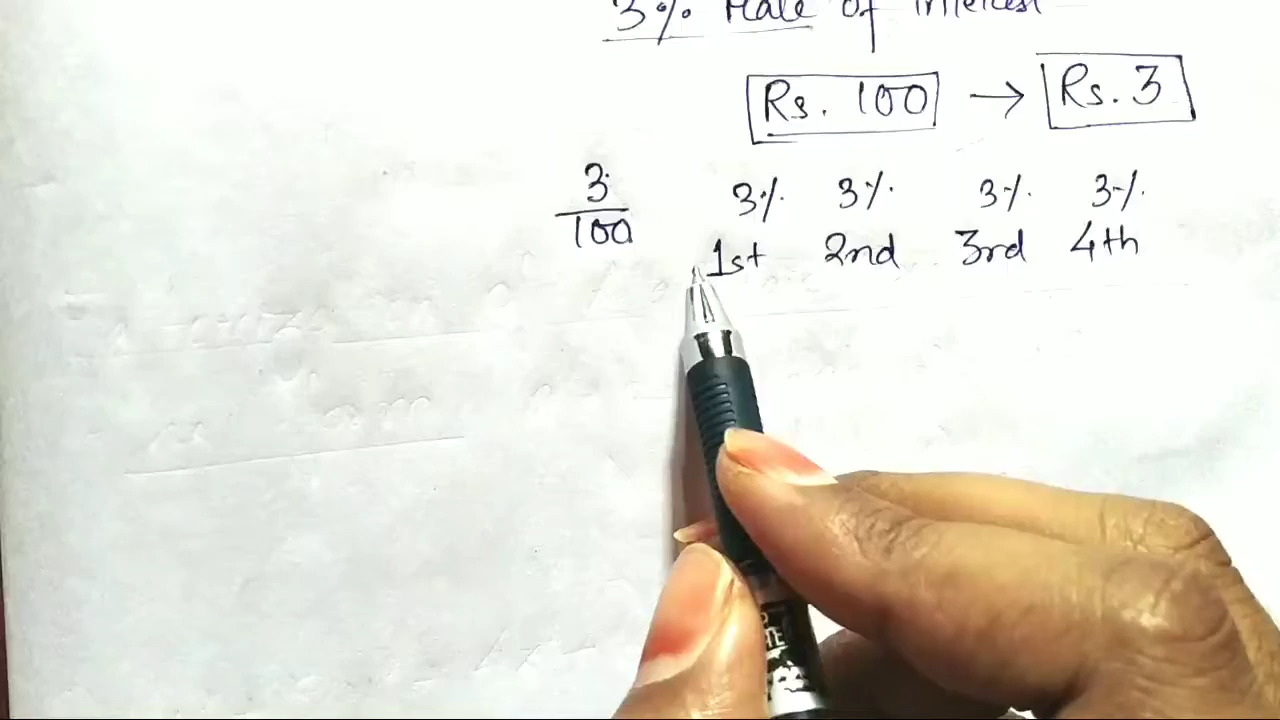 3% Rate of interest
Rs. 100 → Rs. 3
3/100
3% 3% 3% 3%
1st 2nd 3rd 4th